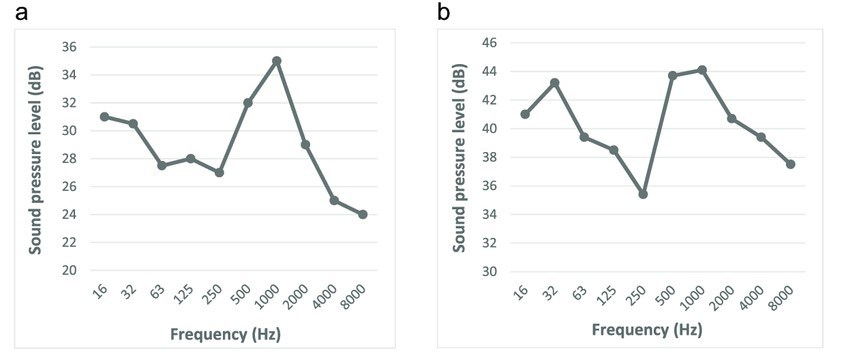 a
36
34
32
30
28
26
24
22
20
Sound pressure level (dB)
16 32 63 125 250 500 1000 2000 4000 8000
Frequency (Hz)
b
46
44
42
40
38
36
34
32
30
Sound pressure level (dB)
16 32 63 125 250 500 1000 2000 4000 8000
Frequency (Hz)